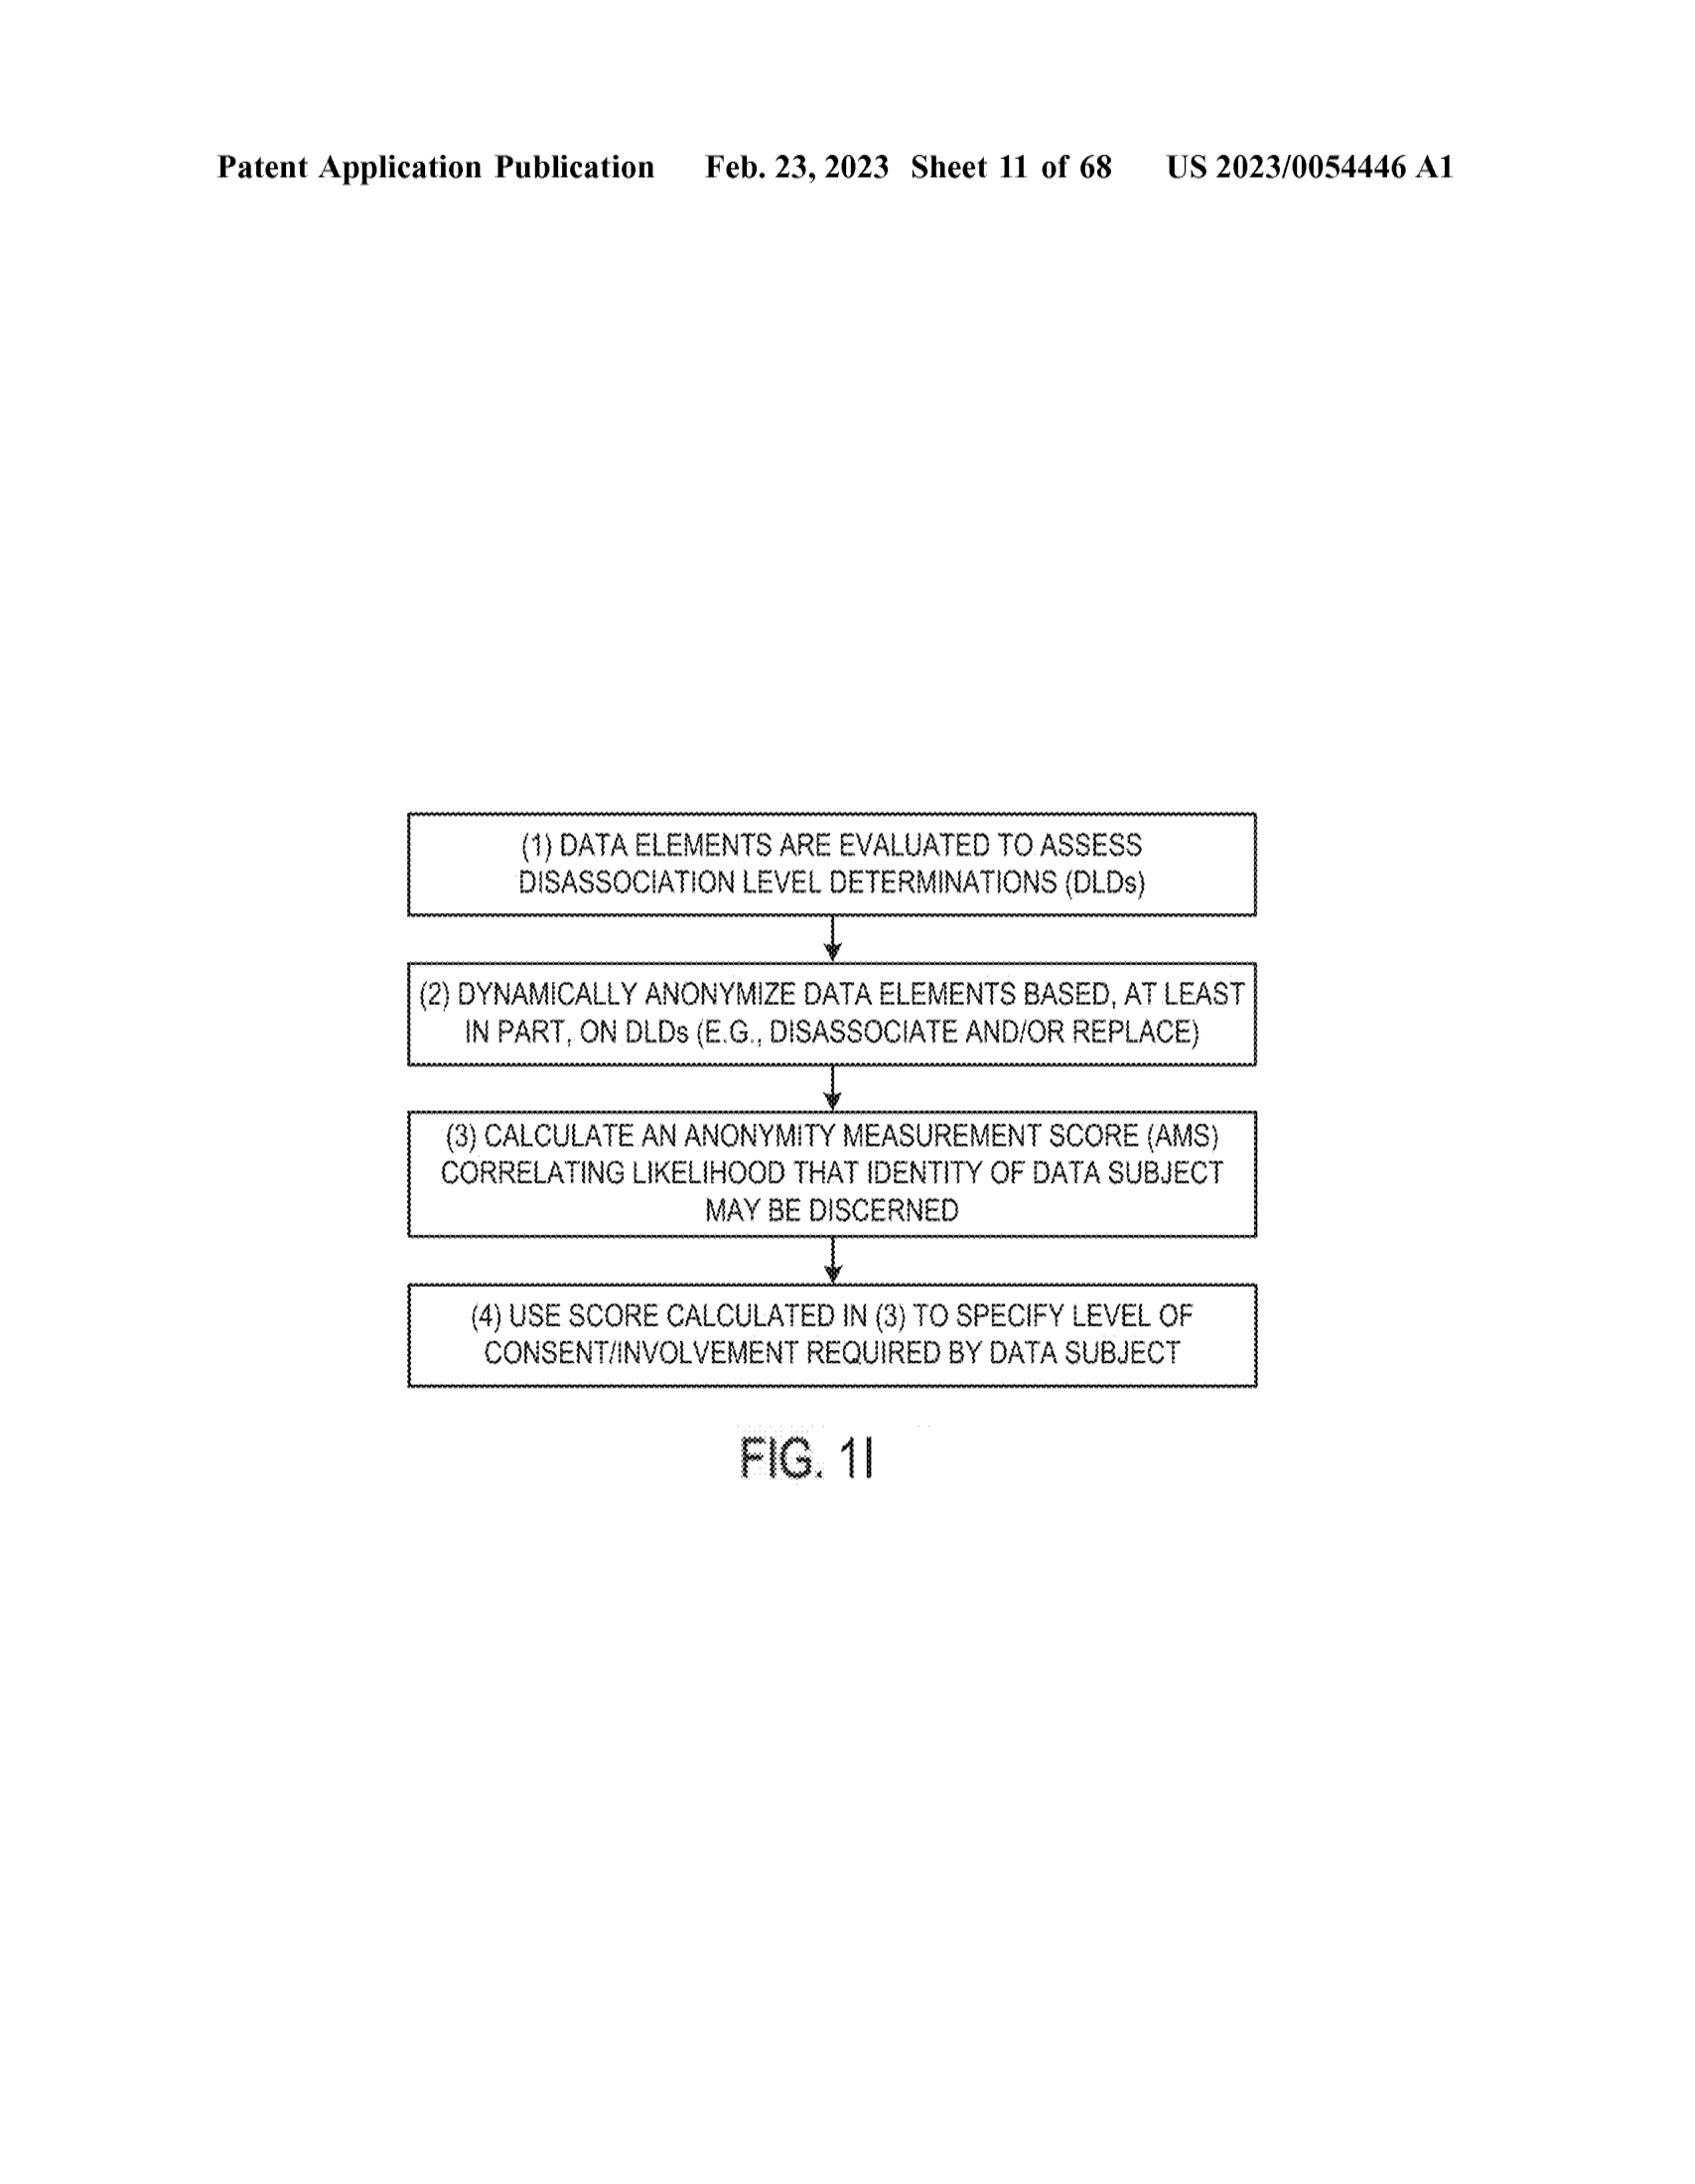 Patent Application Publication Feb. 23, 2023 Sheet 11 of 68 US 2023/0054446 A1
(1) DATA ELEMENTS ARE EVALUATED TO ASSESS
DISASSOCIATION LEVEL DETERMINATIONS (DLDs)
(2) DYNAMICALLY ANONYMIZE DATA ELEMENTS BASED, AT LEAST
IN PART, ON DLDs (E.G., DISASSOCIATE AND/OR REPLACE)
(3) CALCULATE AN ANONYMITY MEASUREMENT SCORE (AMS)
CORRELATING LIKELIHOOD THAT IDENTITY OF DATA SUBJECT
MAY BE DISCERNED
(4) USE SCORE CALCULATED IN (3) TO SPECIFY LEVEL OF
CONSENT/INVOLVEMENT REQUIRED BY DATA SUBJECT
FIG. 1I